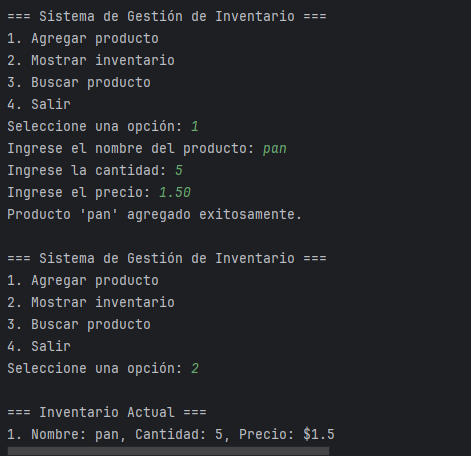 === Sistema de Gestión de Inventario ===
1. Agregar producto
2. Mostrar inventario
3. Buscar producto
4. Salir
Seleccione una opción: 1
Ingrese el nombre del producto: pan
Ingrese la cantidad: 5
Ingrese el precio: 1.50
Producto 'pan' agregado exitosamente.

=== Sistema de Gestión de Inventario ===
1. Agregar producto
2. Mostrar inventario
3. Buscar producto
4. Salir
Seleccione una opción: 2

=== Inventario Actual ===
1. Nombre: pan, Cantidad: 5, Precio: $1.5